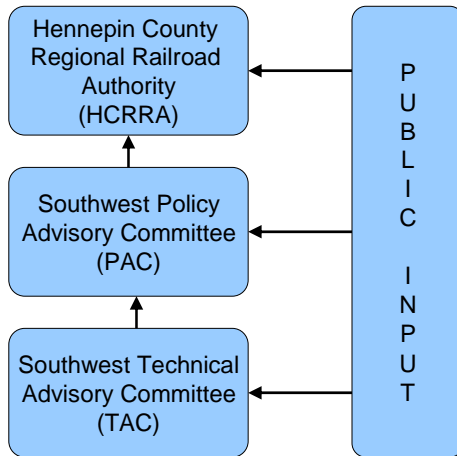 Hennepin County
Regional Railroad
Authority
(HCRRA)
Southwest Policy
Advisory Committee
(PAC)
Southwest Technical
Advisory Committee
(TAC)
P
U
B
L
I
C
I
N
P
U
T